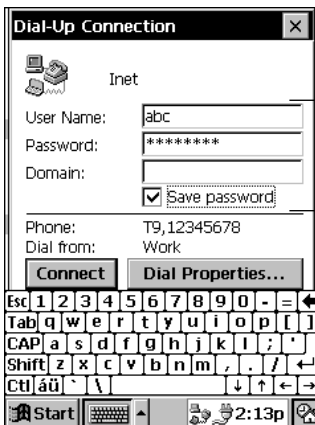 Dial-Up Connection ×
Inet
User Name: abc
Password: ********
Domain:
Save password
Phone: T9,12345678
Dial from: Work
Connect Dial Properties...
Esc 1 2 3 4 5 6 7 8 9 0 - = ←
Tab q w e r t y u i o p [ ]
CAP a s d f g h j k l ; '
Shift z x c v b n m , . / ↵
Ctl áü ` \ ↓ ↑ ← →
Start 2:13p